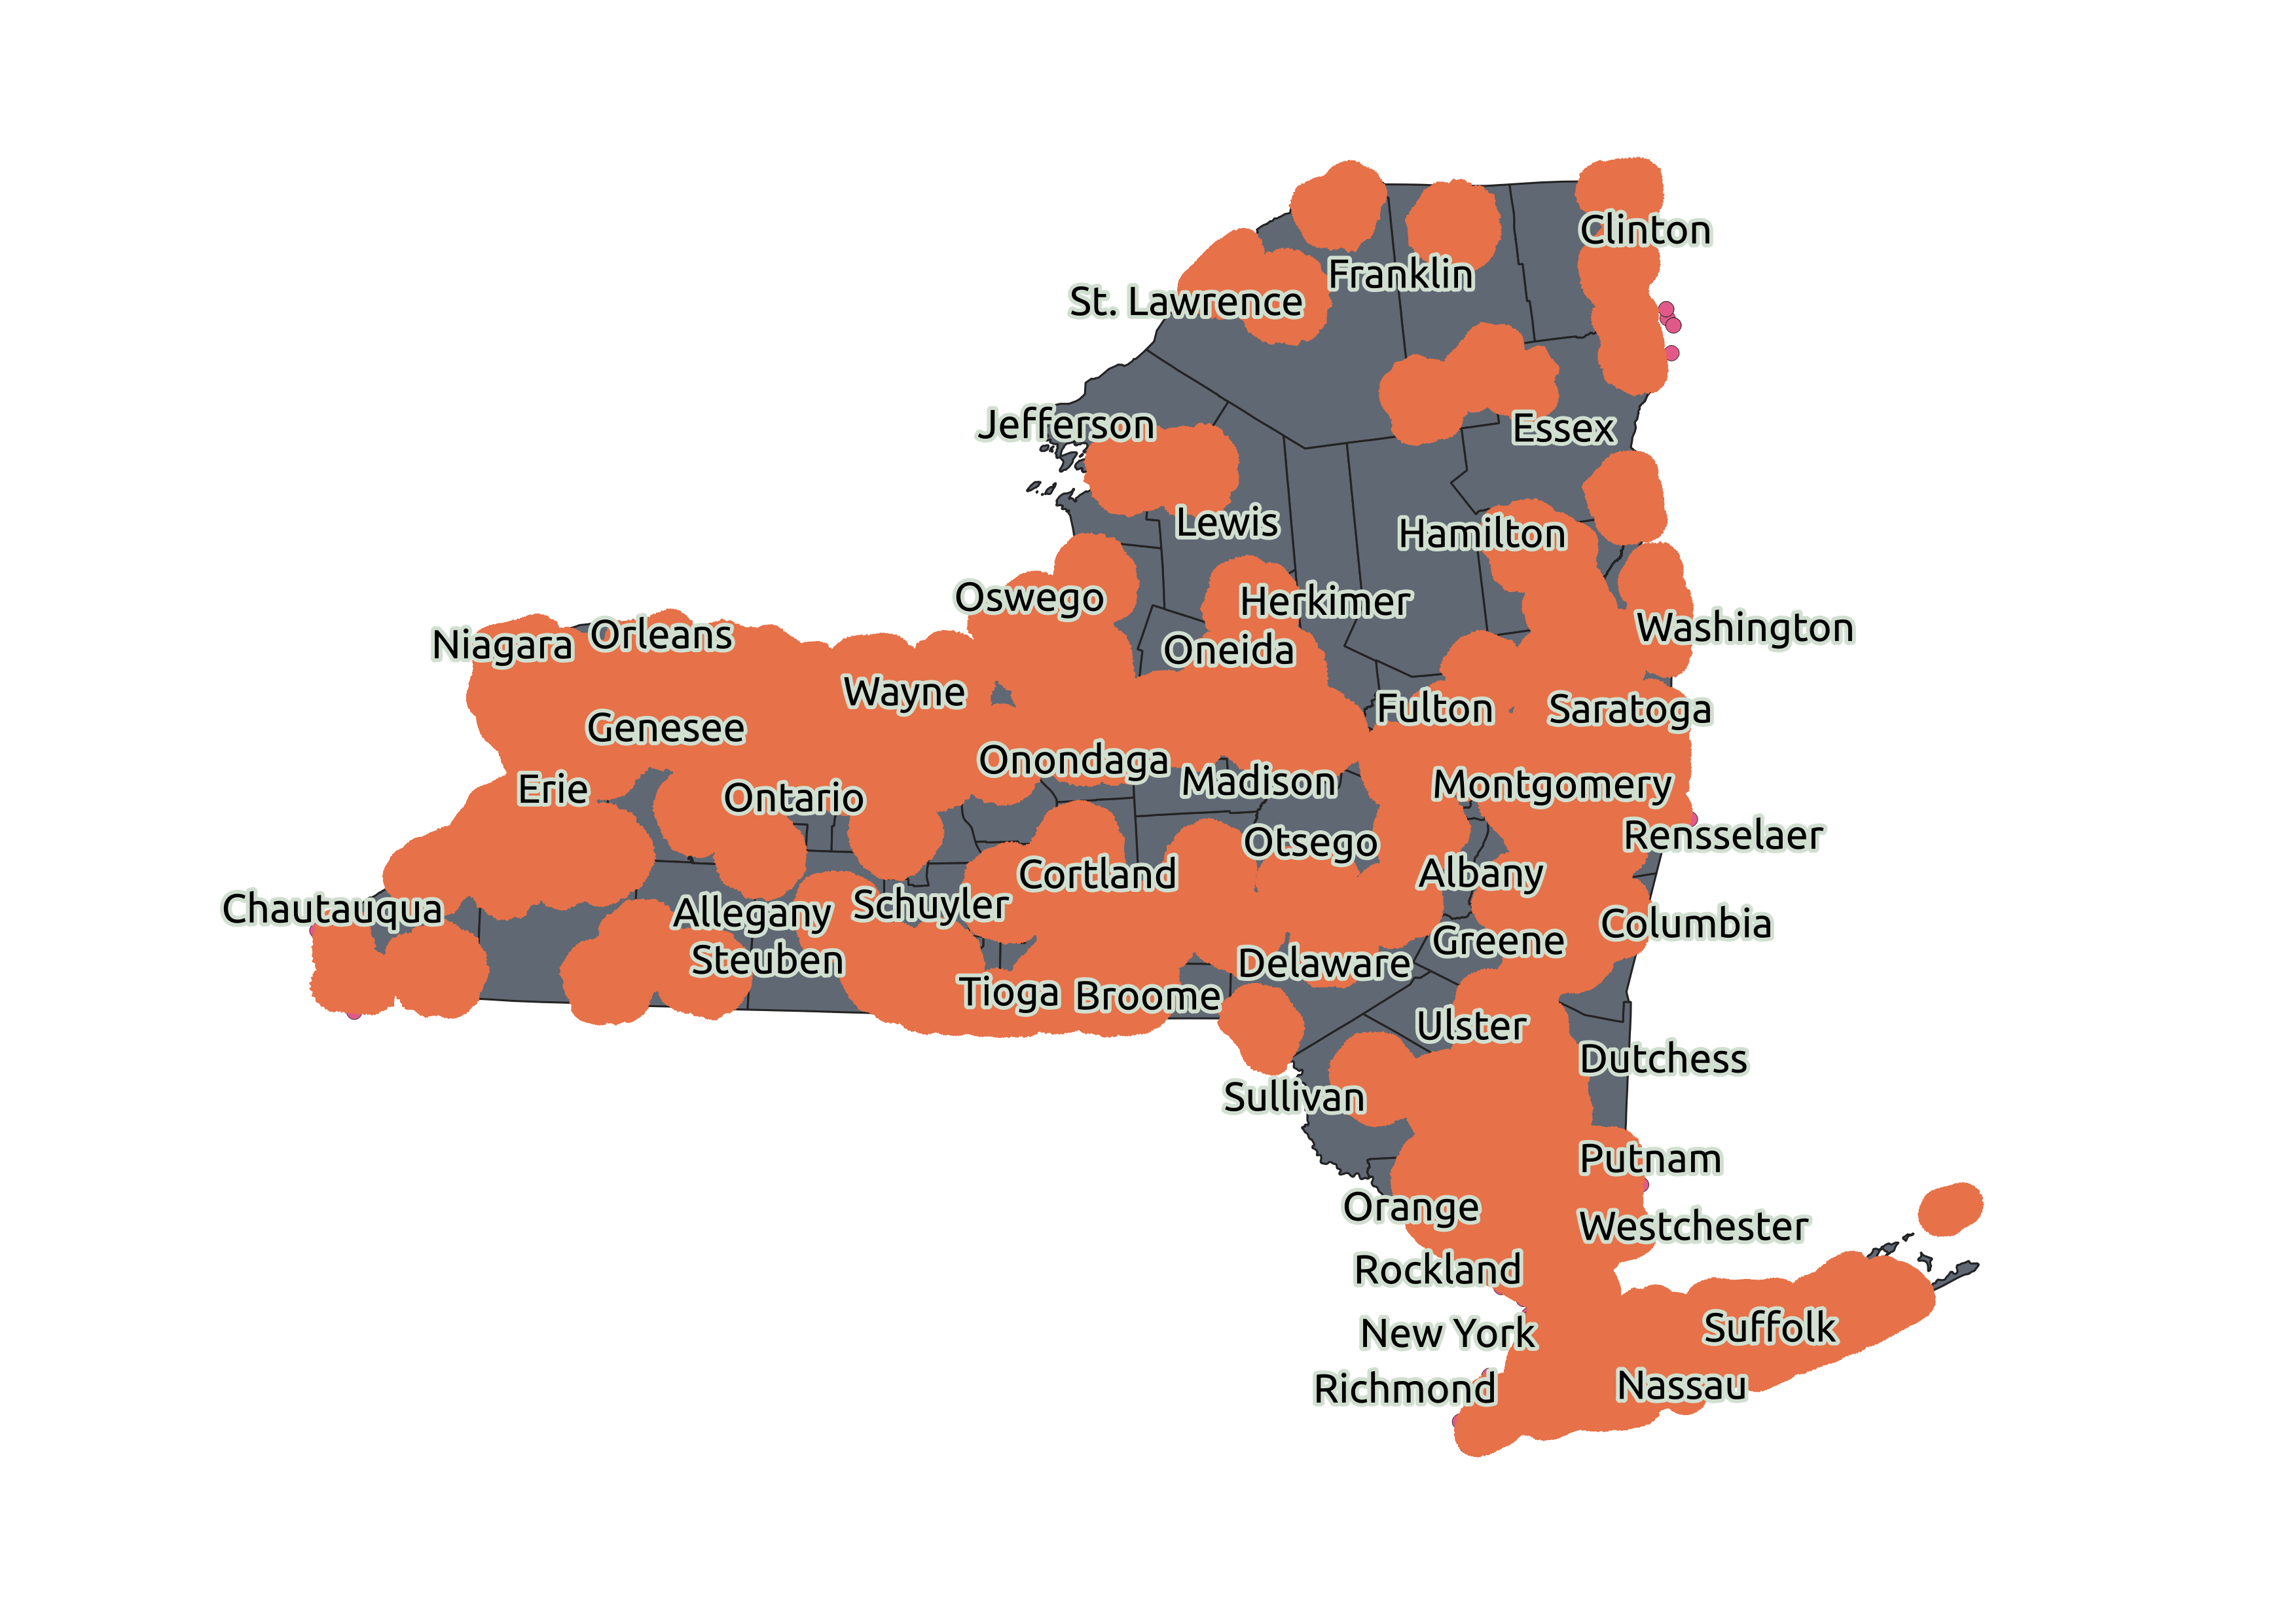 Clinton
Franklin
St. Lawrence
Jefferson
Essex
Lewis
Hamilton
Oswego
Herkimer
Washington
Niagara
Orleans
Oneida
Wayne
Fulton
Saratoga
Genesee
Onondaga
Madison
Montgomery
Erie
Ontario
Otsego
Rensselaer
Cortland
Albany
Chautauqua
Allegany
Schuyler
Columbia
Greene
Steuben
Delaware
Tioga
Broome
Ulster
Dutchess
Sullivan
Putnam
Orange
Westchester
Rockland
New York
Suffolk
Richmond
Nassau